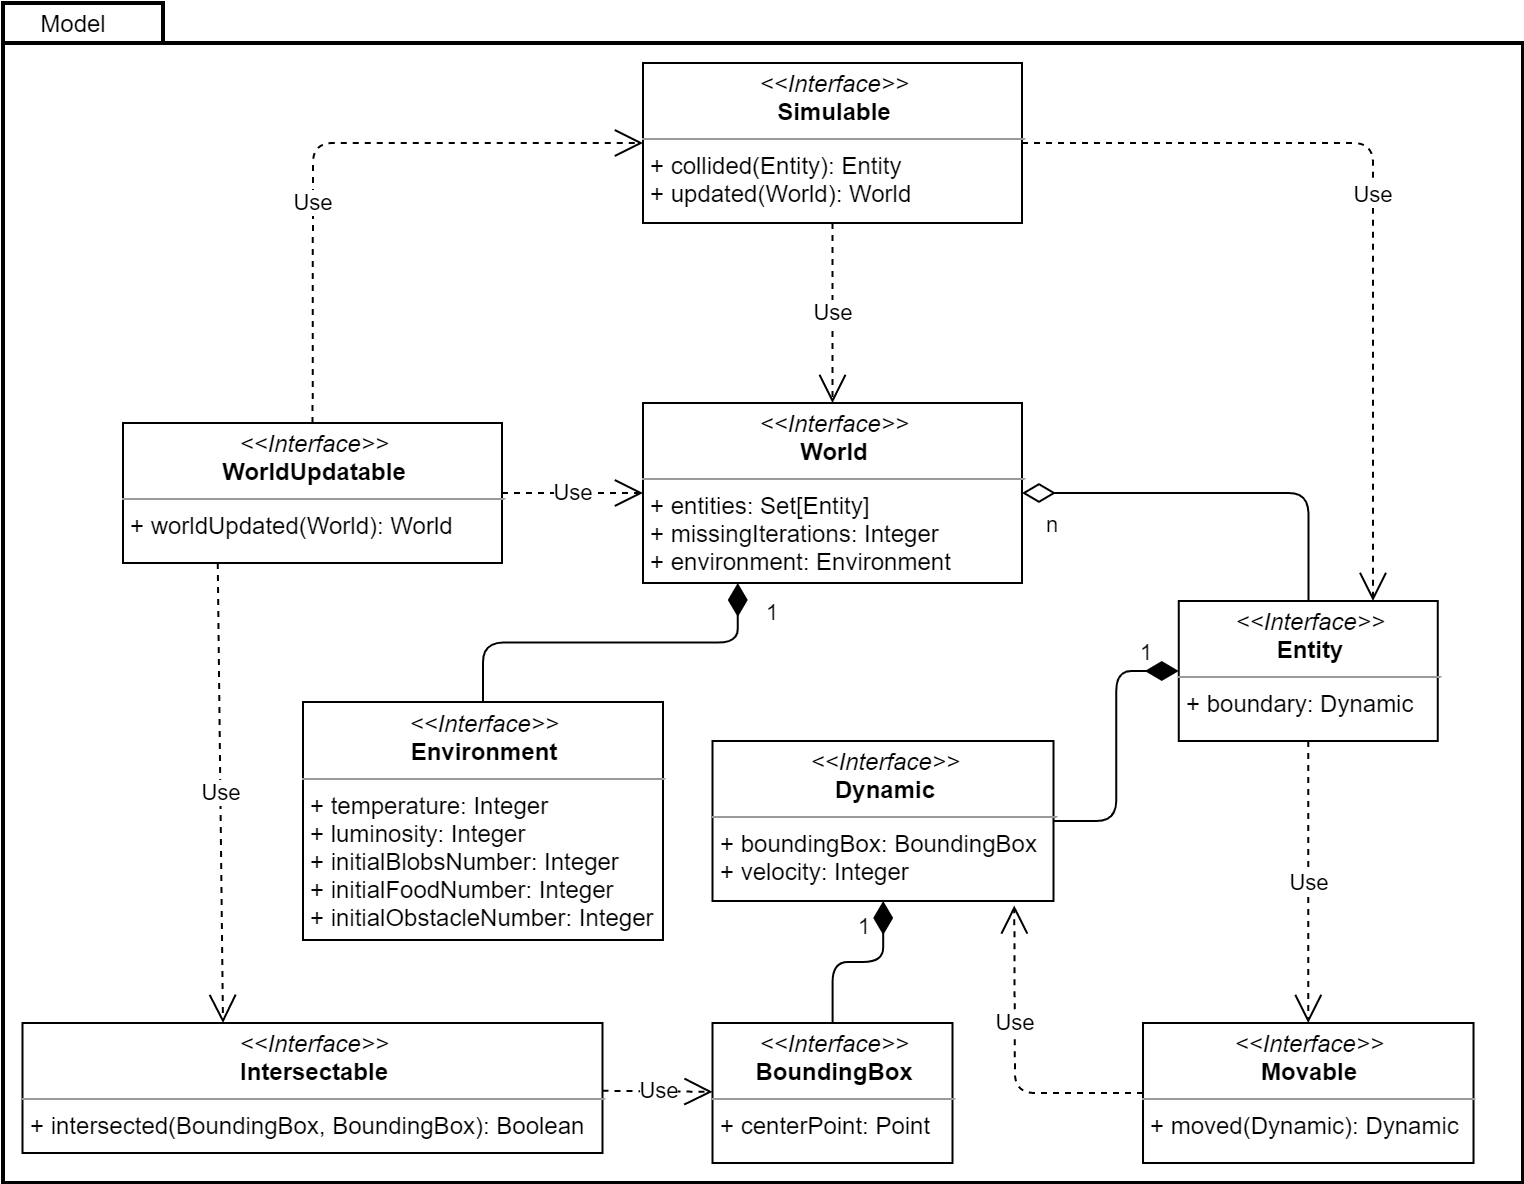 Model
<<Interface>>
Simulable
+ collided(Entity): Entity
+ updated(World): World
Use
Use
Use
<<Interface>>
WorldUpdatable
+ worldUpdated(World): World
Use
<<Interface>>
World
+ entities: Set[Entity]
+ missingIterations: Integer
+ environment: Environment
n
1
<<Interface>>
Entity
+ boundary: Dynamic
1
<<Interface>>
Environment
+ temperature: Integer
+ luminosity: Integer
+ initialBlobsNumber: Integer
+ initialFoodNumber: Integer
+ initialObstacleNumber: Integer
<<Interface>>
Dynamic
+ boundingBox: BoundingBox
+ velocity: Integer
1
Use
Use
Use
<<Interface>>
Intersectable
+ intersected(BoundingBox, BoundingBox): Boolean
Use
<<Interface>>
BoundingBox
+ centerPoint: Point
<<Interface>>
Movable
+ moved(Dynamic): Dynamic